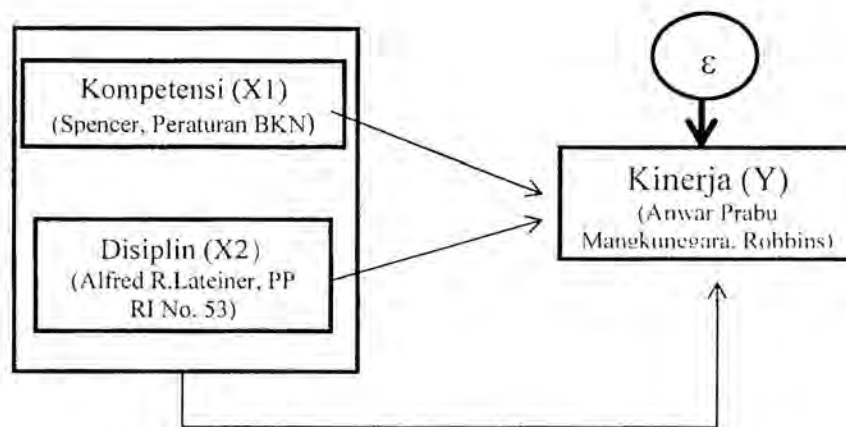 Kompetensi (X1)
(Spencer, Peraturan BKN)
Disiplin (X2)
(Alfred R.Lateiner, PP
RI No. 53)
ε
Kinerja (Y)
(Anwar Prabu
Mangkunegara, Robbins)